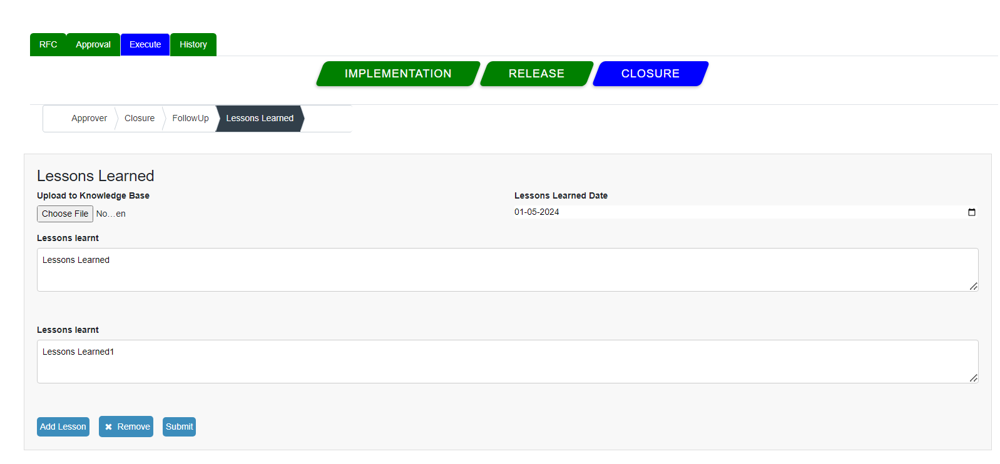 RFC Approval Execute History
IMPLEMENTATION RELEASE CLOSURE
Approver Closure FollowUp Lessons Learned
Lessons Learned
Upload to Knowledge Base Lessons Learned Date
Choose File No...en 01-05-2024
Lessons learnt
Lessons Learned
Lessons learnt
Lessons Learned1
Add Lesson ✖ Remove Submit